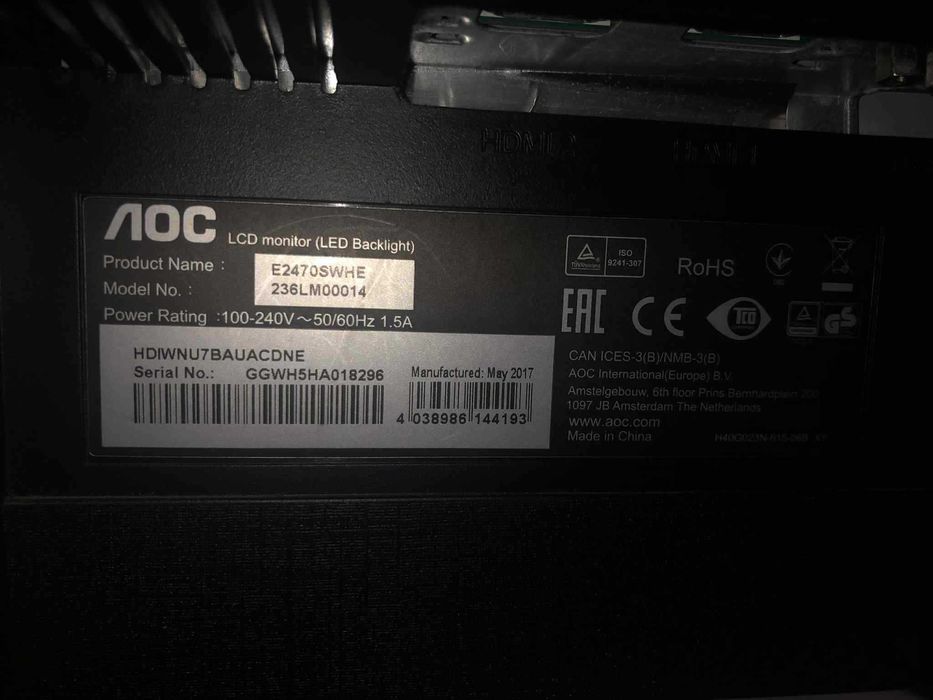 HDMI 2
AOC LCD monitor (LED Backlight)
Product Name : E2470SWHE
Model No. : 236LM00014
Power Rating :100-240V～50/60Hz 1.5A
HDIWNU7BAUACDNE
Serial No.: GGWH5HA018296
Manufactured: May 2017
4 038986 144193
TÜVRheinland
ISO
9241-307
RoHS
EAC
CE
TCO
GS
CAN ICES-3(B)/NMB-3(B)
AOC International(Europe) B.V.
Amstelgebouw, 6th floor Prins Bernhardplein 200
1097 JB Amsterdam The Netherlands
www.aoc.com
Made in China